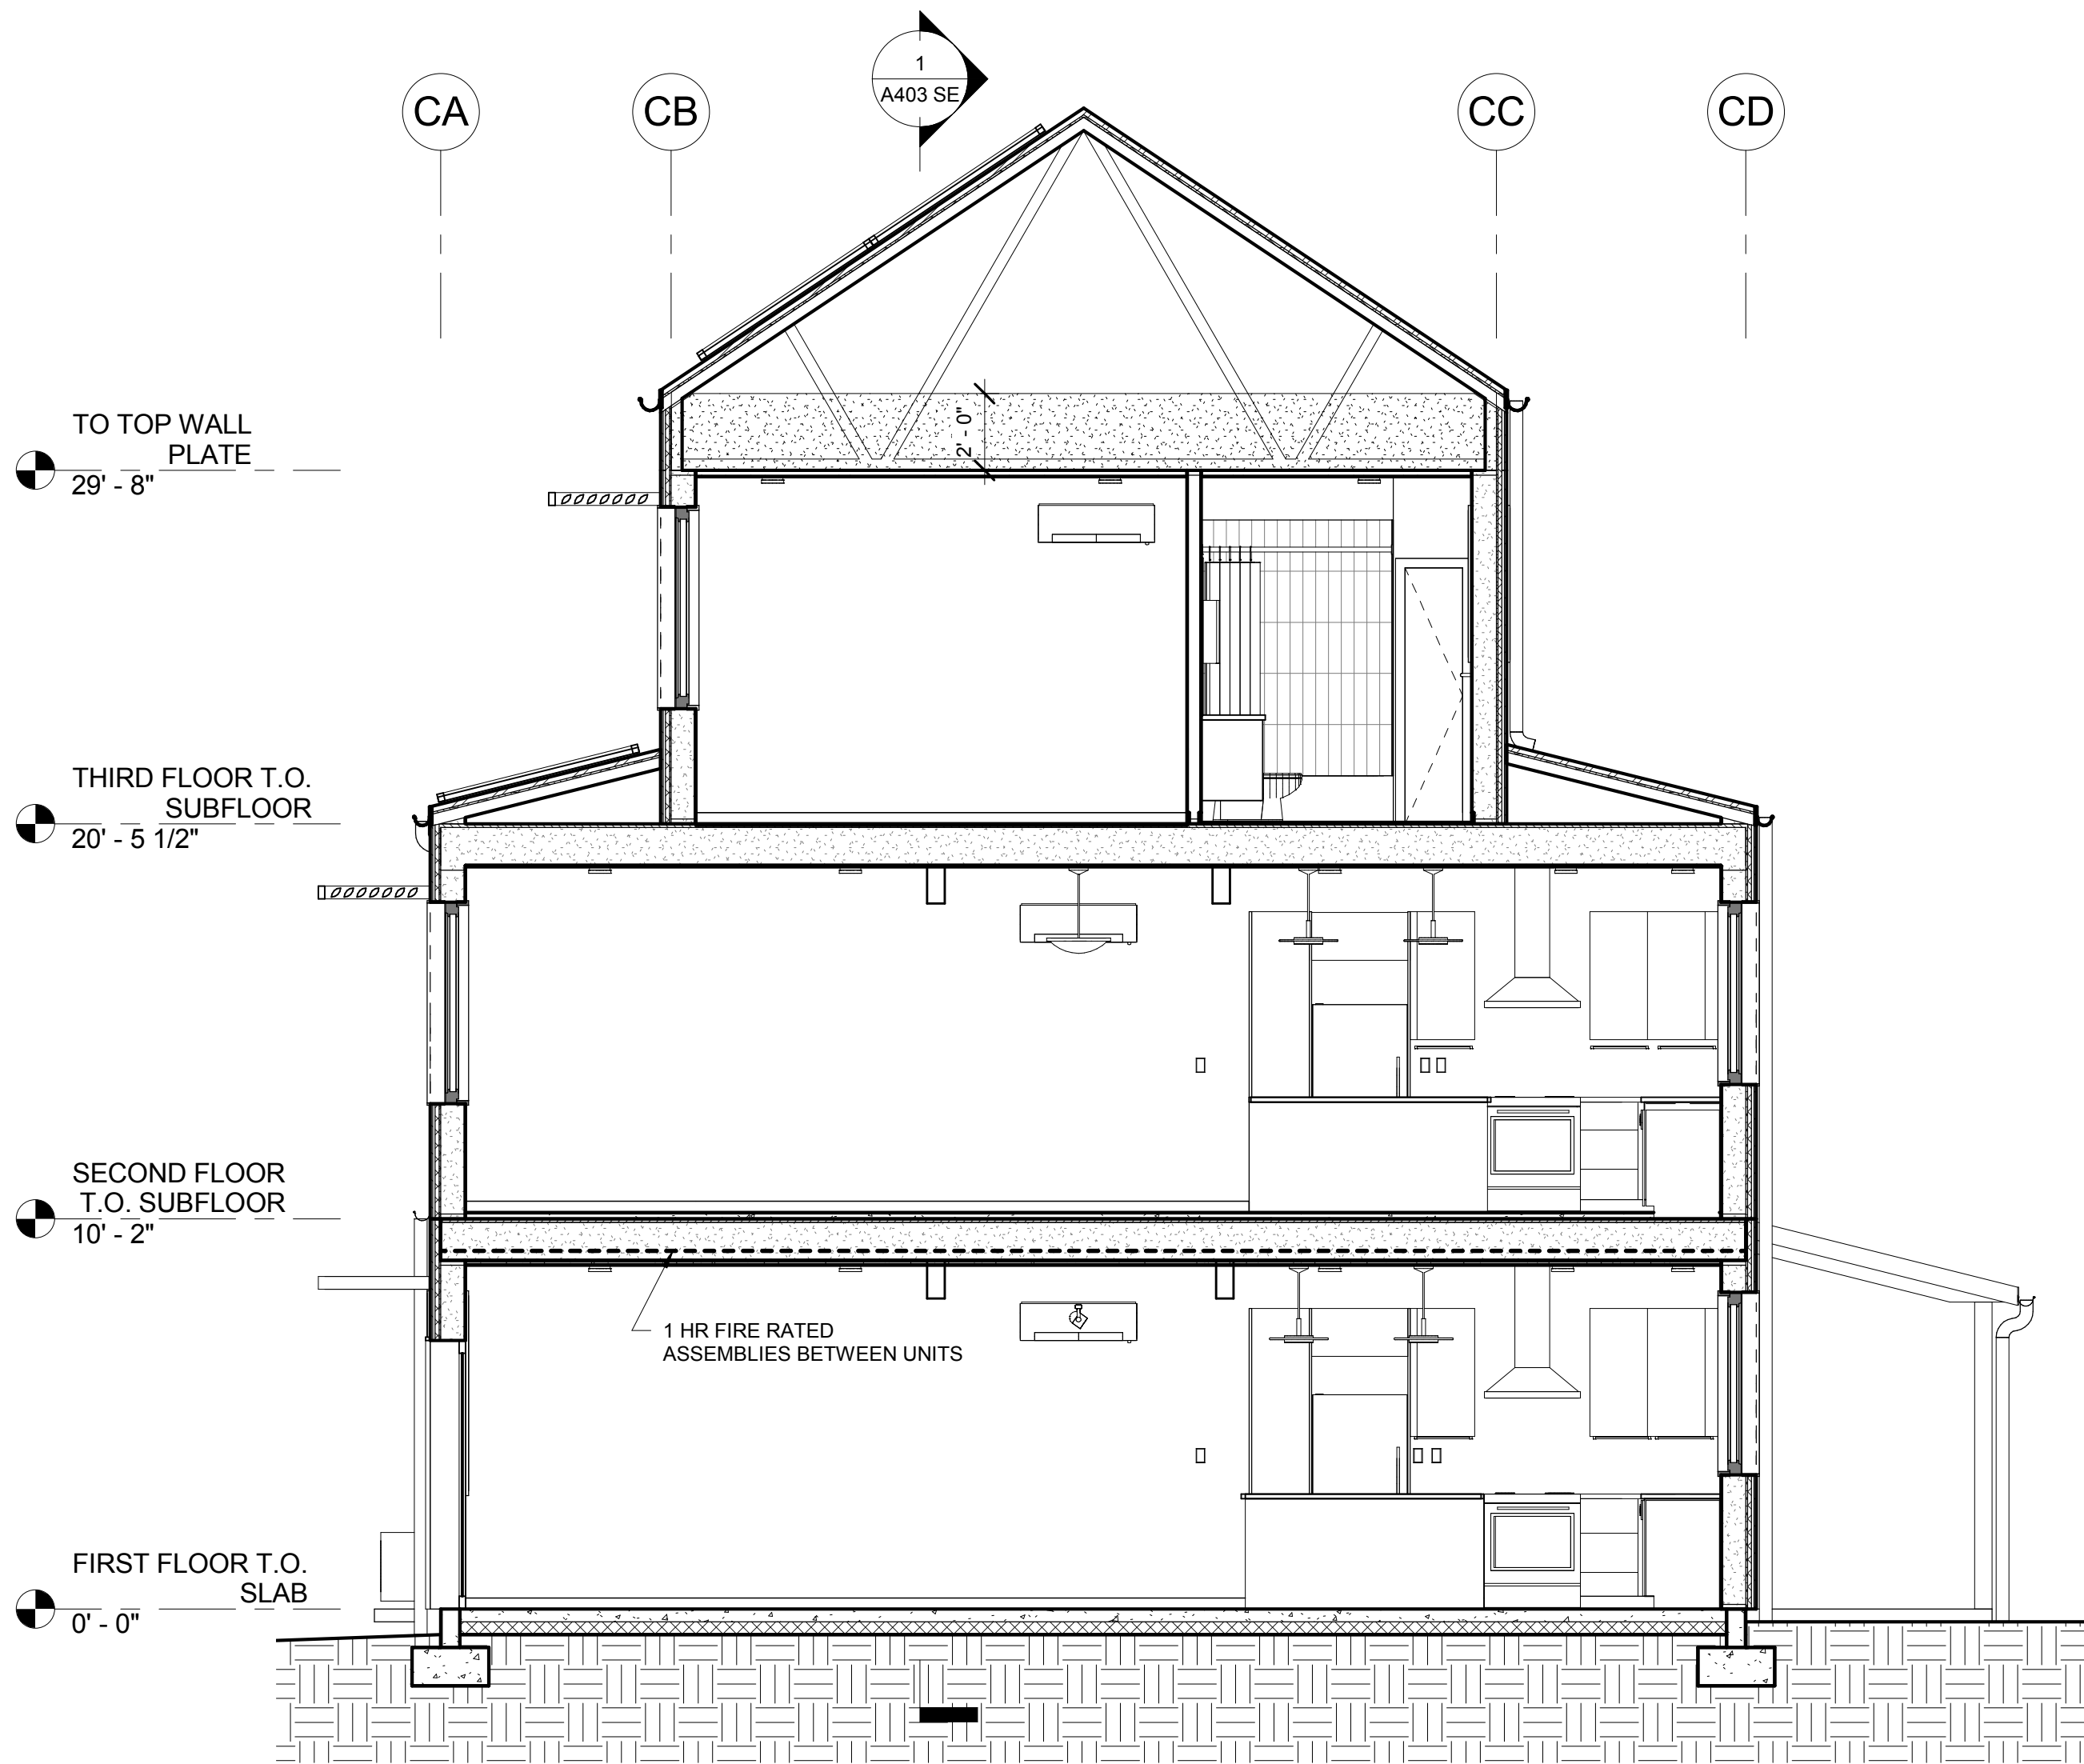 1
A403 SE
CA
CB
CC
CD
TO TOP WALL
PLATE
29' - 8"
2' - 0"
THIRD FLOOR T.O.
SUBFLOOR
20' - 5 1/2"
SECOND FLOOR
T.O. SUBFLOOR
10' - 2"
1 HR FIRE RATED
ASSEMBLIES BETWEEN UNITS
FIRST FLOOR T.O.
SLAB
0' - 0"